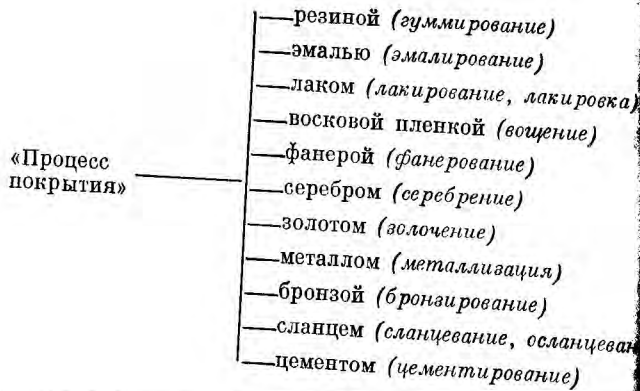 резиной (гуммирование)
эмалью (эмалирование)
лаком (лакирование, лакировка)
восковой пленкой (вощение)
«Процесс
покрытия»
фанерой (фанерование)
серебром (серебрение)
золотом (золочение)
металлом (металлизация)
бронзой (бронзирование)
сланцем (сланцевание,
цементом (цементирование)